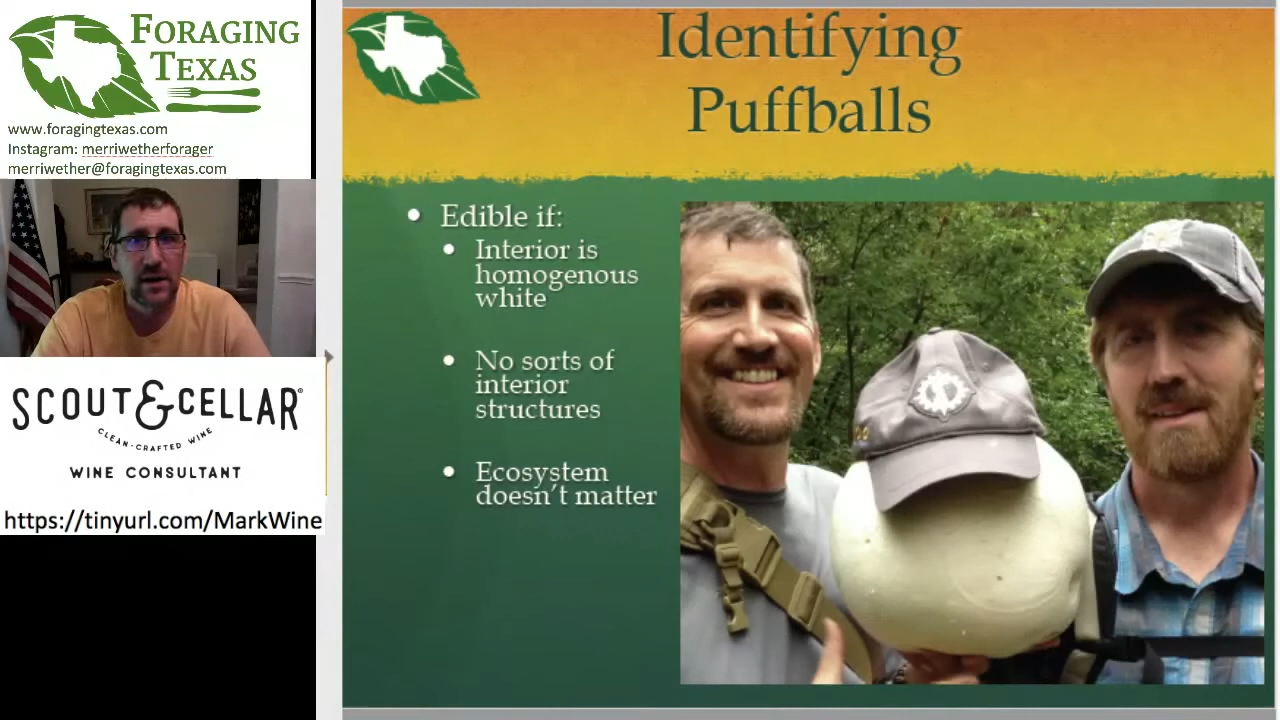 FORAGING
TEXAS
www.foragingtexas.com
Instagram: merriwetherforager
merriwether@foragingtexas.com
SCOUT & CELLAR®
CLEAN-CRAFTED WINE
WINE CONSULTANT
https://tinyurl.com/MarkWine
Identifying
Puffballs
• Edible if:
• Interior is
homogenous
white
• No sorts of
interior
structures
• Ecosystem
doesn't matter